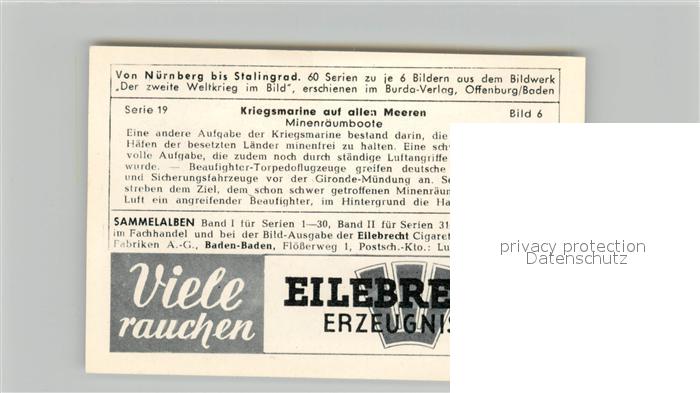 Von Nürnberg bis Stalingrad. 60 Serien zu je 6 Bildern aus dem Bildwerk
„Der zweite Weltkrieg im Bild", erschienen im Burda-Verlag, Offenburg/Baden
Serie 19 Kriegsmarine auf allen Meeren Bild 6
Minenräumboote
Eine andere Aufgabe der Kriegsmarine bestand darin, die
Häfen der besetzten Länder minenfrei zu halten. Eine
volle Aufgabe, die zudem noch durch ständige Luftangriffe
wurde. — Beaufighter-Torpedoflugzeuge greifen deutsche
und Sicherungsfahrzeuge vor der Gironde-Mündung an.
streben dem Ziel, dem schon schwer getroffenen
Luft ein angreifender Beaufighter, im Hintergrund die
SAMMELALBEN Band I für Serien 1—30, Band II für Serien 31
im Fachhandel und bei der Bild-Ausgabe der Eilebrecht
Fabriken A.-G., Baden-Baden, Flößerweg 1, Postsch.-Kto.:
Viele
rauchen
EILEBRE
ERZEUGNIS
privacy protection
Datenschutz